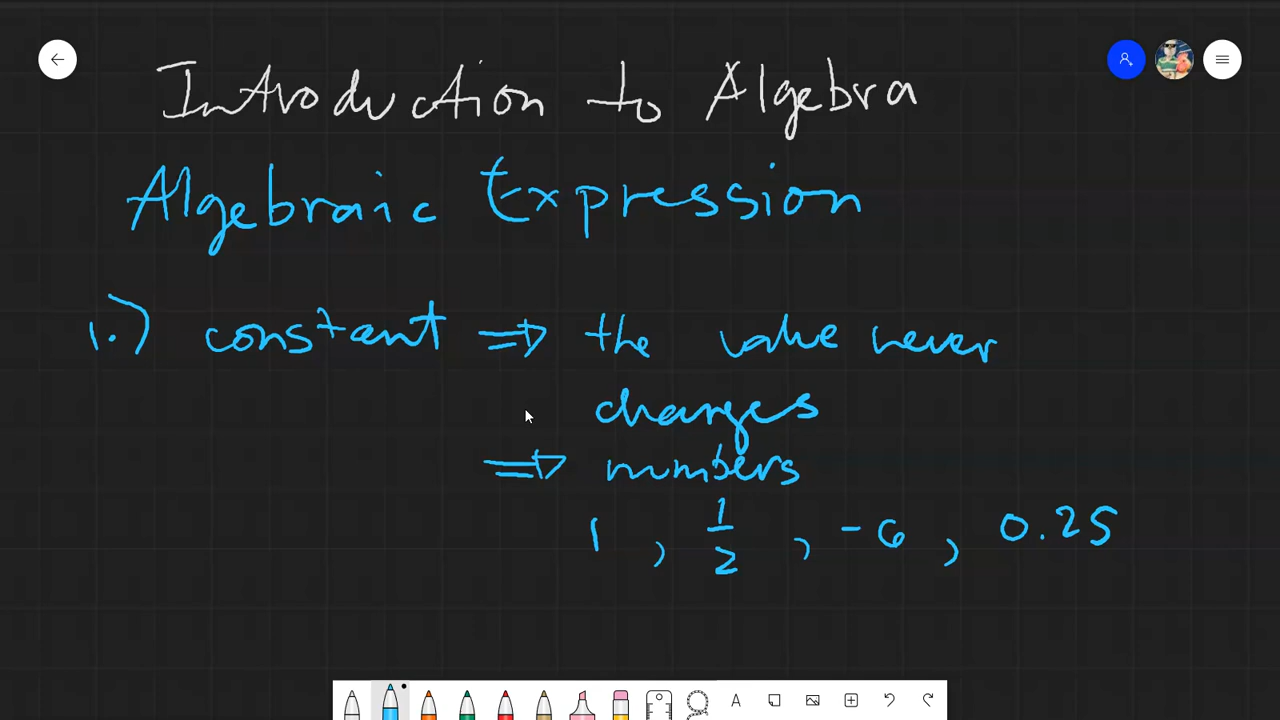 Introduction to Algebra
Algebraic Expression
1.) constant ⇒ the value never
changes
⇒ numbers
1 , 1/2 , -6 , 0.25